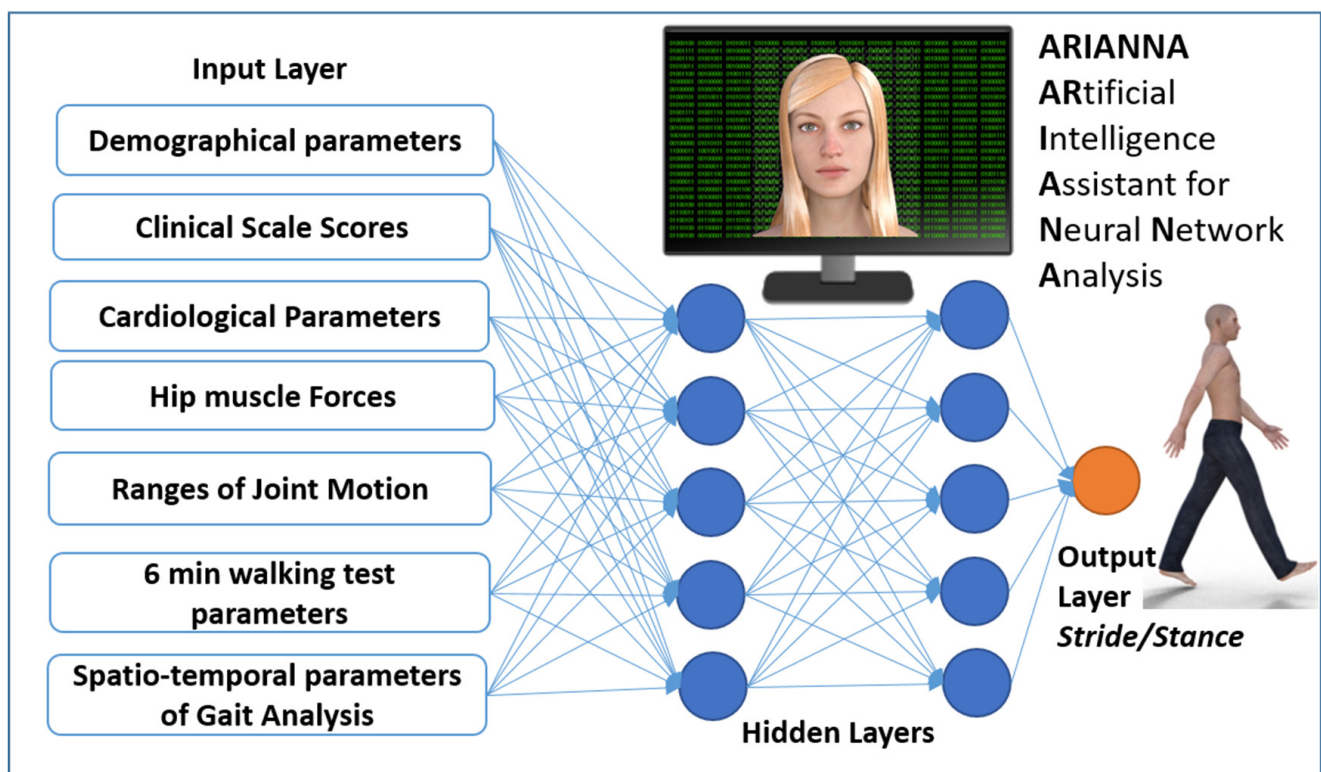 Input Layer
Demographical parameters
Clinical Scale Scores
Cardiological Parameters
Hip muscle Forces
Ranges of Joint Motion
6 min walking test
parameters
Spatio-temporal parameters
of Gait Analysis
Hidden Layers
ARIANNA
ARtificial
Intelligence
Assistant for
Neural Network
Analysis
Output
Layer
Stride/Stance